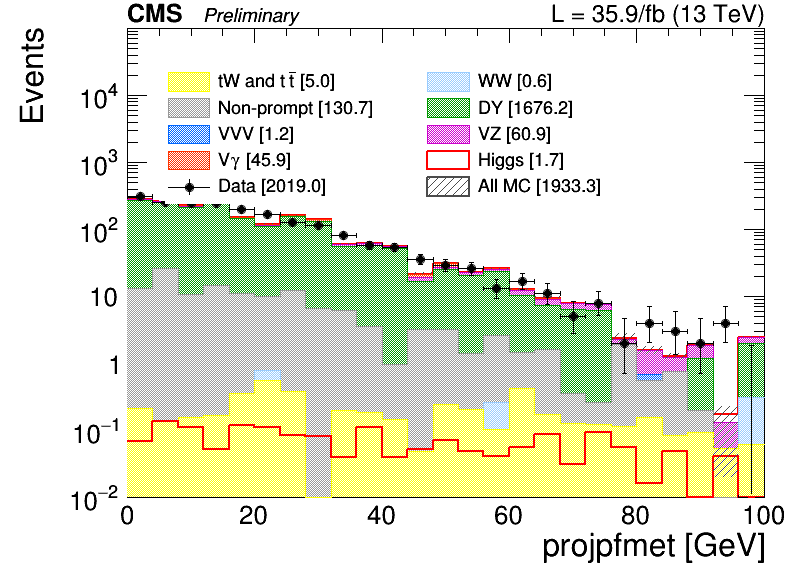 CMS Preliminary L = 35.9/fb (13 TeV)
Events
tW and t t̄ [5.0] WW [0.6]
Non-prompt [130.7] DY [1676.2]
VVV [1.2] VZ [60.9]
Vγ [45.9] Higgs [1.7]
Data [2019.0] All MC [1933.3]
10⁴
10³
10²
10
1
10⁻¹
10⁻²
0 20 40 60 80 100
projpfmet [GeV]